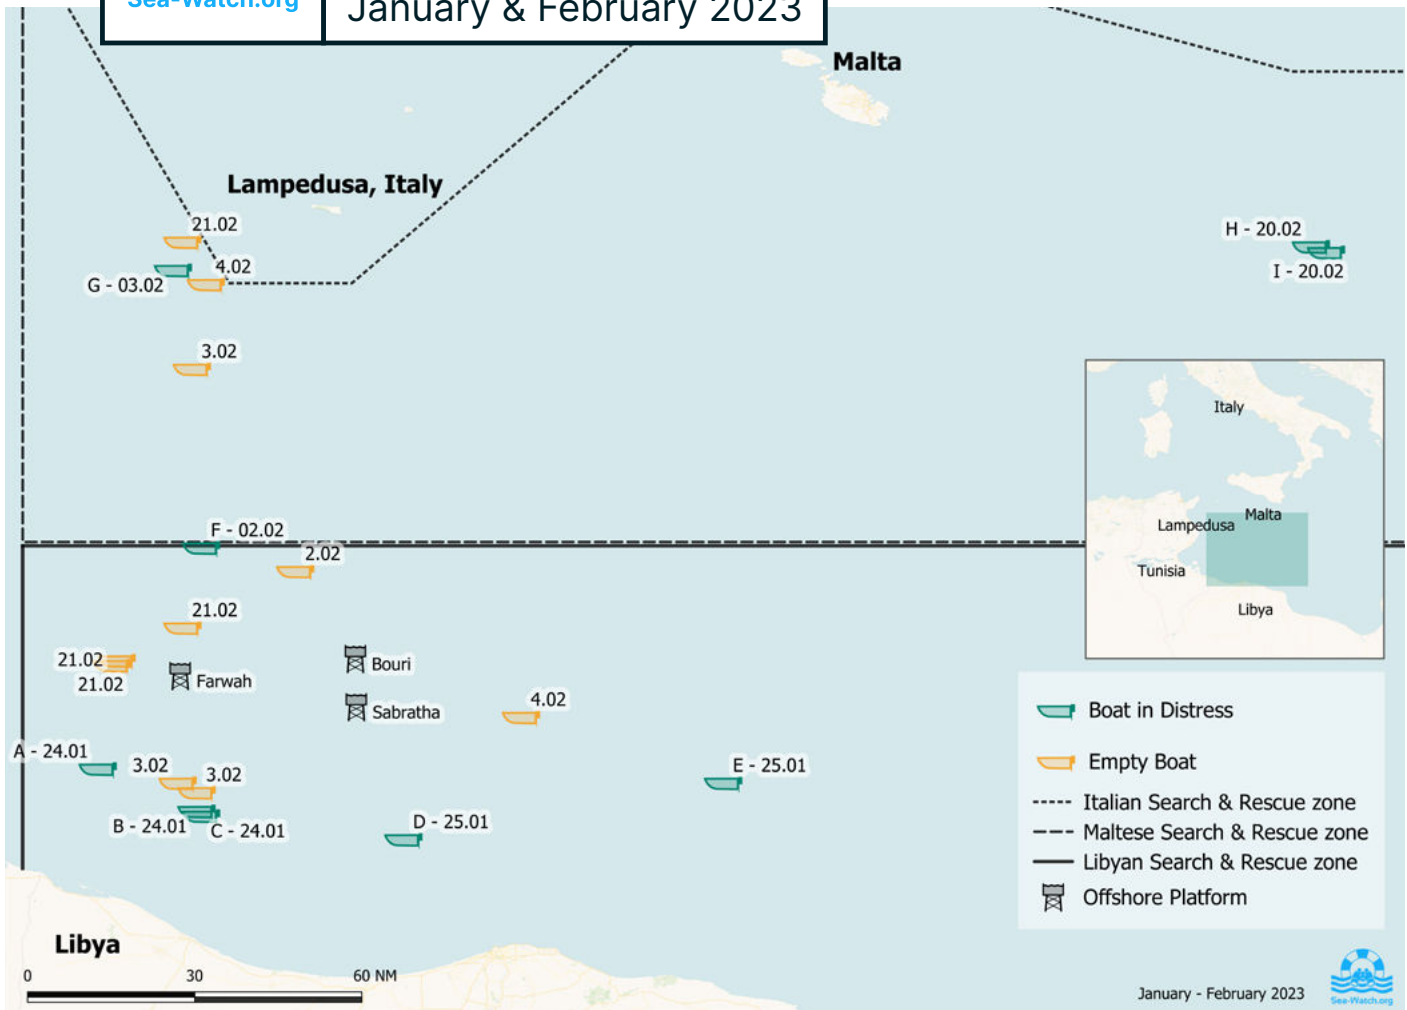 Sea-Watch.org
January & February 2023
Malta
Lampedusa, Italy
21.02
4.02
G - 03.02
3.02
H - 20.02
I - 20.02
Italy
Malta
Lampedusa
Tunisia
Libya
F - 02.02
2.02
21.02
21.02
21.02
Farwah
Bouri
Sabratha
4.02
A - 24.01
3.02
3.02
B - 24.01
C - 24.01
D - 25.01
E - 25.01
Boat in Distress
Empty Boat
Italian Search & Rescue zone
Maltese Search & Rescue zone
Libyan Search & Rescue zone
Offshore Platform
Libya
0 30 60 NM
January - February 2023
Sea-Watch.org